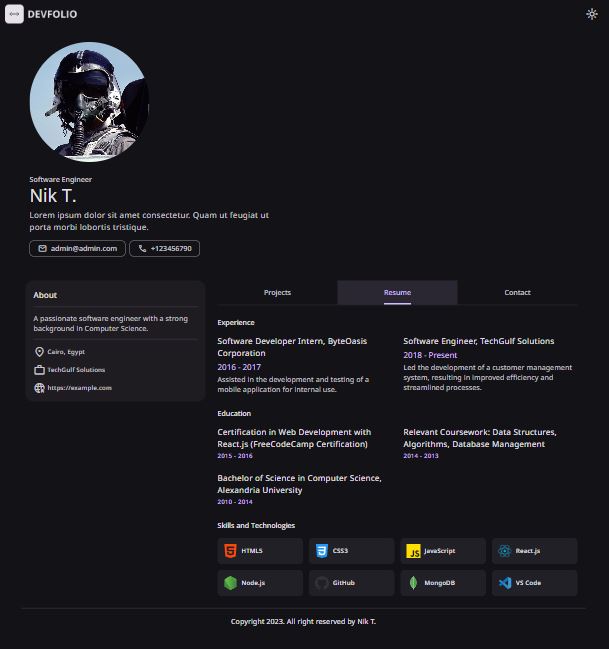 DEVFOLIO
Software Engineer
Nik T.
Lorem ipsum dolor sit amet consectetur. Quam ut feugiat ut
porta morbi lobortis tristique.
admin@admin.com
+123456790
About
A passionate software engineer with a strong
background in Computer Science.
Cairo, Egypt
TechGulf Solutions
https://example.com
Projects
Resume
Contact
Experience
Software Developer Intern, ByteOasis
Corporation
2016 - 2017
Assisted in the development and testing of a
mobile application for internal use.
Software Engineer, TechGulf Solutions
2018 - Present
Led the development of a customer management
system, resulting in improved efficiency and
streamlined processes.
Education
Certification in Web Development with
React.js (FreeCodeCamp Certification)
2015 - 2016
Relevant Coursework: Data Structures,
Algorithms, Database Management
2014 - 2013
Bachelor of Science in Computer Science,
Alexandria University
2010 - 2014
Skills and Technologies
HTML5
CSS3
JS
JavaScript
React.js
Node.js
GitHub
MongoDB
VS Code
Copyright 2023. All right reserved by Nik T.